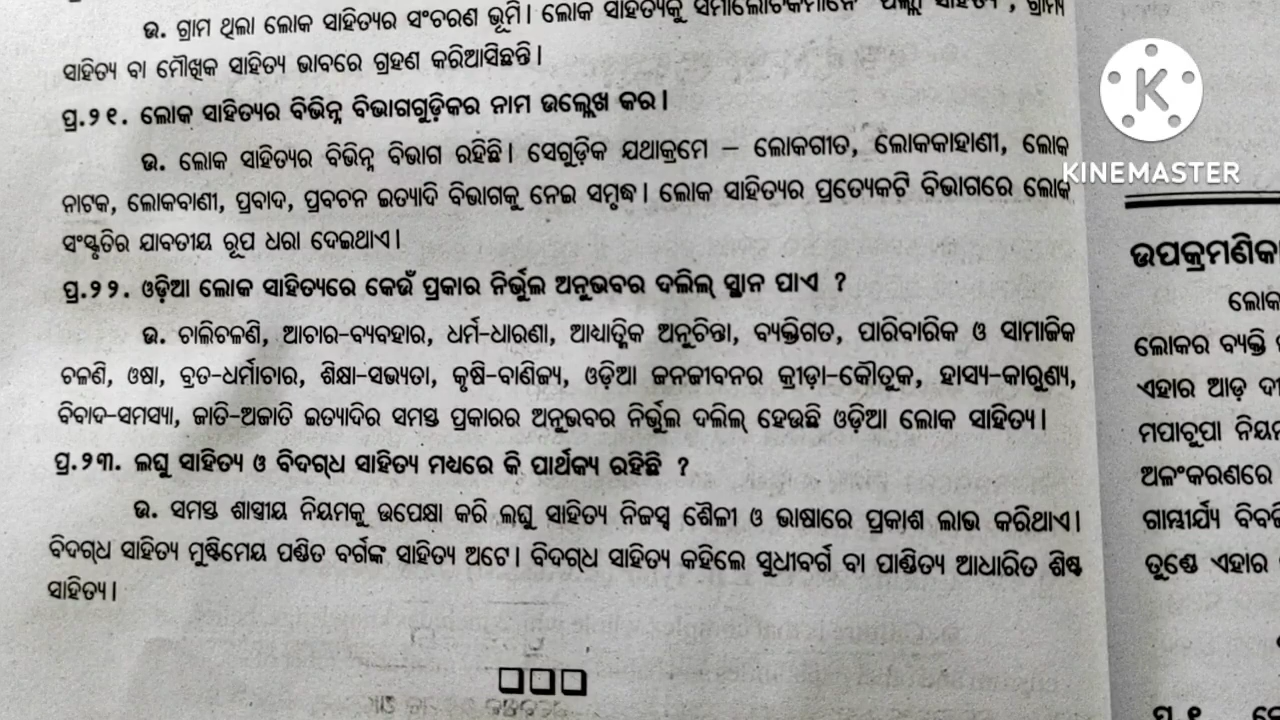 ଉ. ଗ୍ରାମ ଥିଲା ଲୋକ ସାହିତ୍ୟର ସଂଚରଣ ଭୂମି। ଲୋକ ସାହିତ୍ୟକୁ ସମାଲୋଚକମାନେ ପଲ୍ଲୀ ସାହିତ୍ୟ, ଗ୍ରାମ୍ୟ
ସାହିତ୍ୟ ବା ମୌଖିକ ସାହିତ୍ୟ ଭାବରେ ଗ୍ରହଣ କରିଆସିଛନ୍ତି।
ପ୍ର.୨୧. ଲୋକ ସାହିତ୍ୟର ବିଭିନ୍ନ ବିଭାଗଗୁଡ଼ିକର ନାମ ଉଲ୍ଲେଖ କର।
ଉ. ଲୋକ ସାହିତ୍ୟର ବିଭିନ୍ନ ବିଭାଗ ରହିଛି। ସେଗୁଡ଼ିକ ଯଥାକ୍ରମେ – ଲୋକଗୀତ, ଲୋକକାହାଣୀ, ଲୋକ
KINEMASTER
ନାଟକ, ଲୋକବାଣୀ, ପ୍ରବାଦ, ପ୍ରବଚନ ଇତ୍ୟାଦି ବିଭାଗକୁ ନେଇ ସମୃଦ୍ଧ। ଲୋକ ସାହିତ୍ୟର ପ୍ରତ୍ୟେକଟି ବିଭାଗରେ ଲୋକ
ସଂସ୍କୃତିର ଯାବତୀୟ ରୂପ ଧରା ଦେଇଥାଏ।
ପ୍ର.୨୨. ଓଡ଼ିଆ ଲୋକ ସାହିତ୍ୟରେ କେଉଁ ପ୍ରକାର ନିର୍ଭୁଲ ଅନୁଭବର ଦଲିଲ୍ ସ୍ଥାନ ପାଏ ?
ଉ. ଚାଲିଚଳଣି, ଆଚାର-ବ୍ୟବହାର, ଧର୍ମ-ଧାରଣା, ଆଧ୍ୟାତ୍ମିକ ଅନୁଚିନ୍ତା, ବ୍ୟକ୍ତିଗତ, ପାରିବାରିକ ଓ ସାମାଜିକ
ଚଳଣି, ଓଷା, ବ୍ରତ-ଧର୍ମାଚାର, ଶିକ୍ଷା-ସଭ୍ୟତା, କୃଷି-ବାଣିଜ୍ୟ, ଓଡ଼ିଆ ଜନଜୀବନର କ୍ରୀଡ଼ା-କୌତୁକ, ହାସ୍ୟ-କାରୁଣ୍ୟ,
ବିବାଦ-ସମସ୍ୟା, ଜାତି-ଅଜାତି ଇତ୍ୟାଦିର ସମସ୍ତ ପ୍ରକାରର ଅନୁଭବର ନିର୍ଭୁଲ ଦଲିଲ୍ ହେଉଛି ଓଡ଼ିଆ ଲୋକ ସାହିତ୍ୟ।
ପ୍ର.୨୩. ଲଘୁ ସାହିତ୍ୟ ଓ ବିଦଗ୍ଧ ସାହିତ୍ୟ ମଧ୍ୟରେ କି ପାର୍ଥକ୍ୟ ରହିଛି ?
ଉ. ସମସ୍ତ ଶାସ୍ତ୍ରୀୟ ନିୟମକୁ ଉପେକ୍ଷା କରି ଲଘୁ ସାହିତ୍ୟ ନିଜସ୍ୱ ଶୈଳୀ ଓ ଭାଷାରେ ପ୍ରକାଶ ଲାଭ କରିଥାଏ।
ବିଦଗ୍ଧ ସାହିତ୍ୟ ମୁଷ୍ଟିମେୟ ପଣ୍ଡିତ ବର୍ଗଙ୍କ ସାହିତ୍ୟ ଅଟେ। ବିଦଗ୍ଧ ସାହିତ୍ୟ କହିଲେ ସୁଧୀବର୍ଗ ବା ପାଣ୍ଡିତ୍ୟ ଆଧାରିତ ଶିଷ୍ଟ
ସାହିତ୍ୟ।
ଉପକ୍ରମଣିକା
ଲୋକ
ଲୋକର ବ୍ୟକ୍ତି
ଏହାର ଆଡ଼
ମପାଚୁପା ନିୟମ
ଅଳଂକରଣରେ
ଗାମ୍ଭୀର୍ଯ୍ୟ
ତୁଣ୍ଡେ ଏହାର